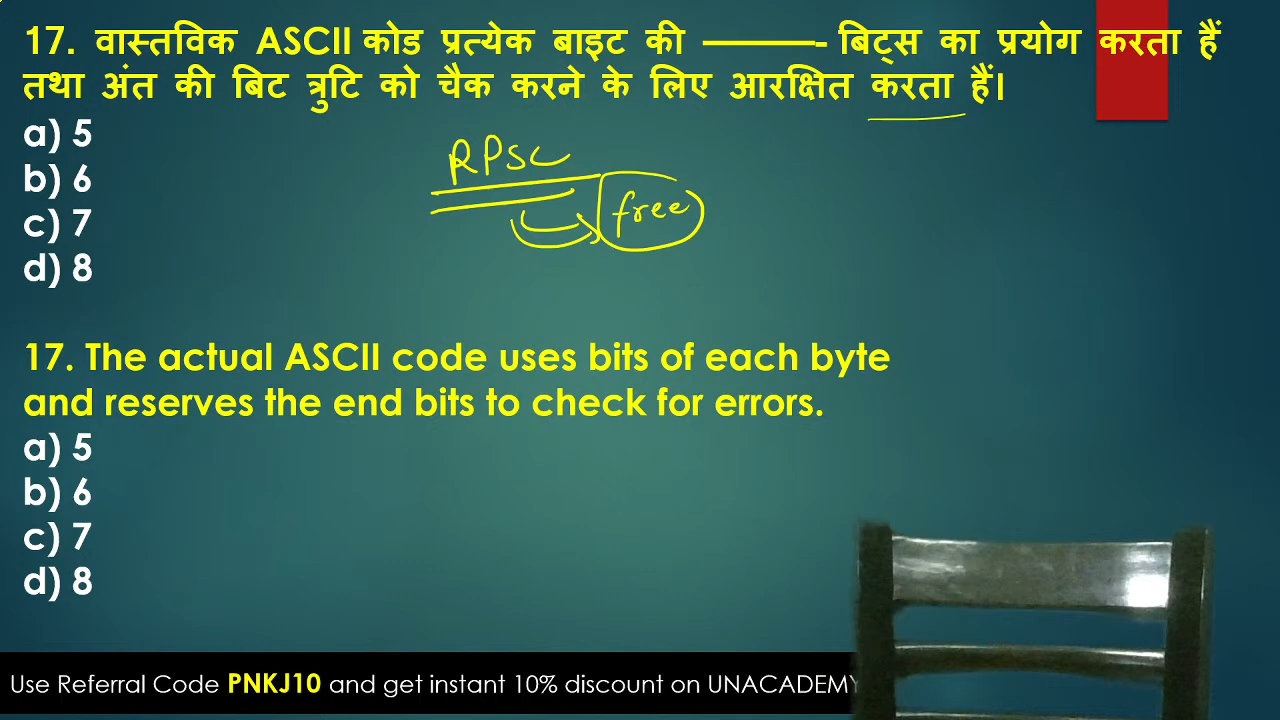 17. वास्तविक ASCII कोड प्रत्येक बाइट की ————- बिट्स का प्रयोग करता हैं
तथा अंत की बिट त्रुटि को चैक करने के लिए आरक्षित करता हैं।
a) 5
b) 6
c) 7
d) 8
RPSC
free
17. The actual ASCII code uses bits of each byte
and reserves the end bits to check for errors.
a) 5
b) 6
c) 7
d) 8
Use Referral Code PNKJ10 and get instant 10% discount on UNACADEMY